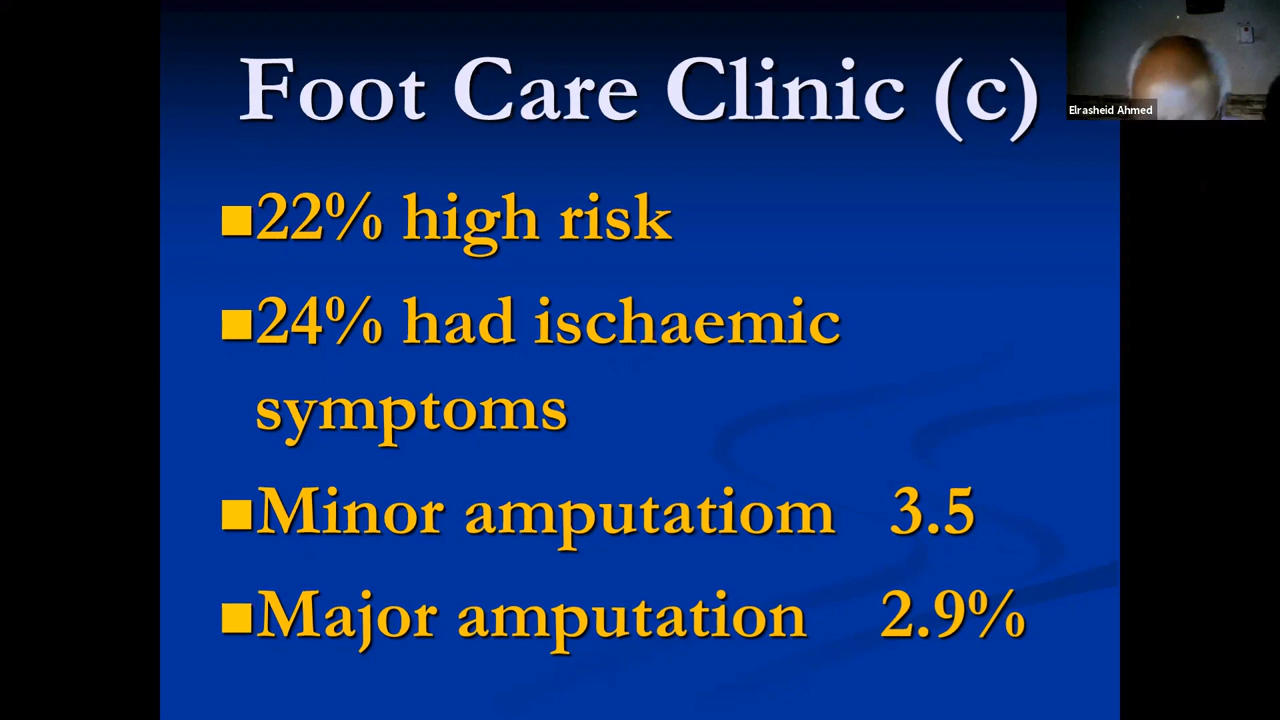 Foot Care Clinic (c)
Elrasheid Ahmed
■22% high risk
■24% had ischaemic
symptoms
■Minor amputatiom 3.5
■Major amputation 2.9%